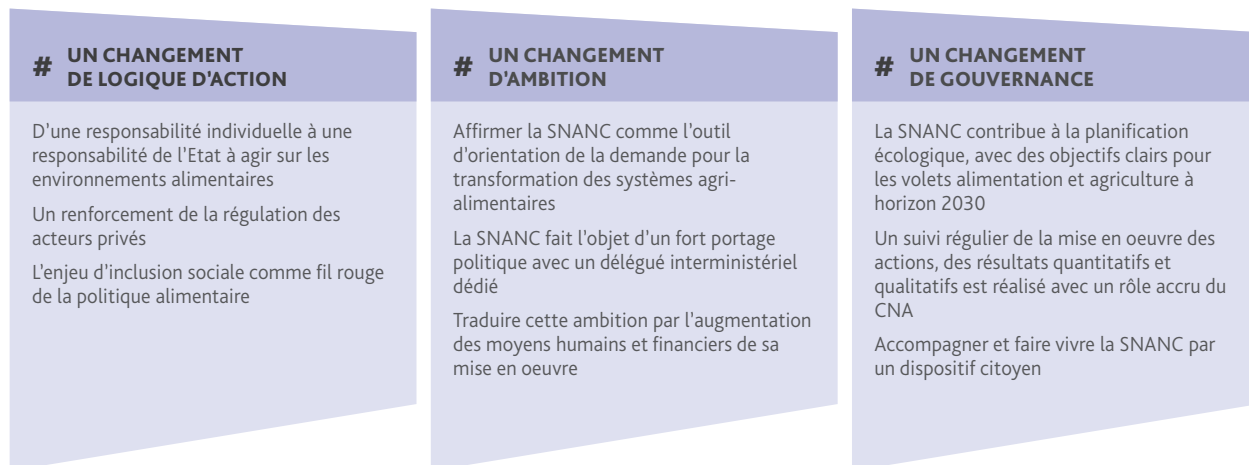 # UN CHANGEMENT
DE LOGIQUE D'ACTION
D'une responsabilité individuelle à une
responsabilité de l'Etat à agir sur les
environnements alimentaires
Un renforcement de la régulation des
acteurs privés
L'enjeu d'inclusion sociale comme fil rouge
de la politique alimentaire
# UN CHANGEMENT
D'AMBITION
Affirmer la SNANC comme l'outil
d'orientation de la demande pour la
transformation des systèmes agri-
alimentaires
La SNANC fait l'objet d'un fort portage
politique avec un délégué interministériel
dédié
Traduire cette ambition par l'augmentation
des moyens humains et financiers de sa
mise en oeuvre
# UN CHANGEMENT
DE GOUVERNANCE
La SNANC contribue à la planification
écologique, avec des objectifs clairs pour
les volets alimentation et agriculture à
horizon 2030
Un suivi régulier de la mise en oeuvre des
actions, des résultats quantitatifs et
qualitatifs est réalisé avec un rôle accru du
CNA
Accompagner et faire vivre la SNANC par
un dispositif citoyen